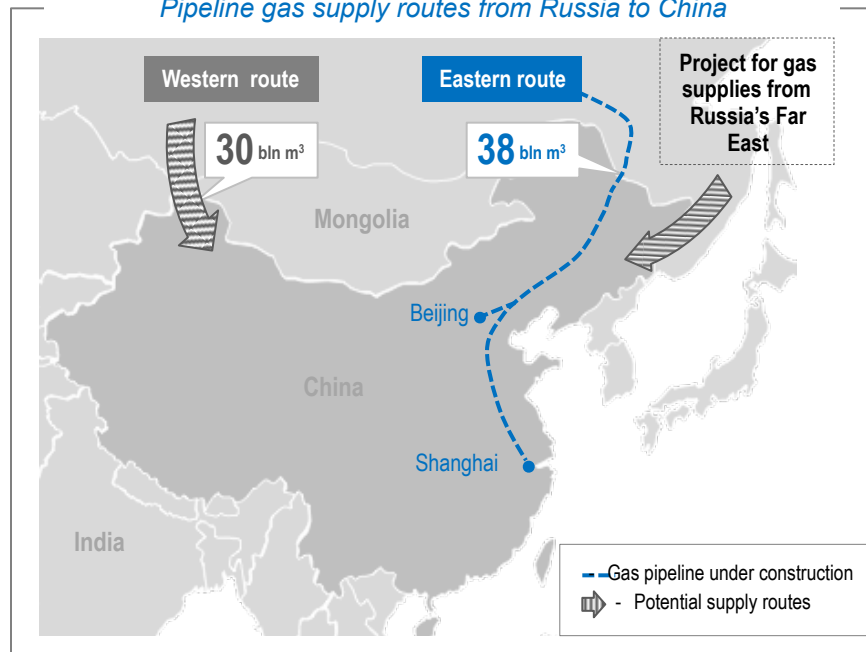 Pipeline gas supply routes from Russia to China
Western route
Eastern route
Project for gas
supplies from
Russia's Far
East
30 bln m³
38 bln m³
Mongolia
Beijing
China
Shanghai
India
Gas pipeline under construction
- Potential supply routes